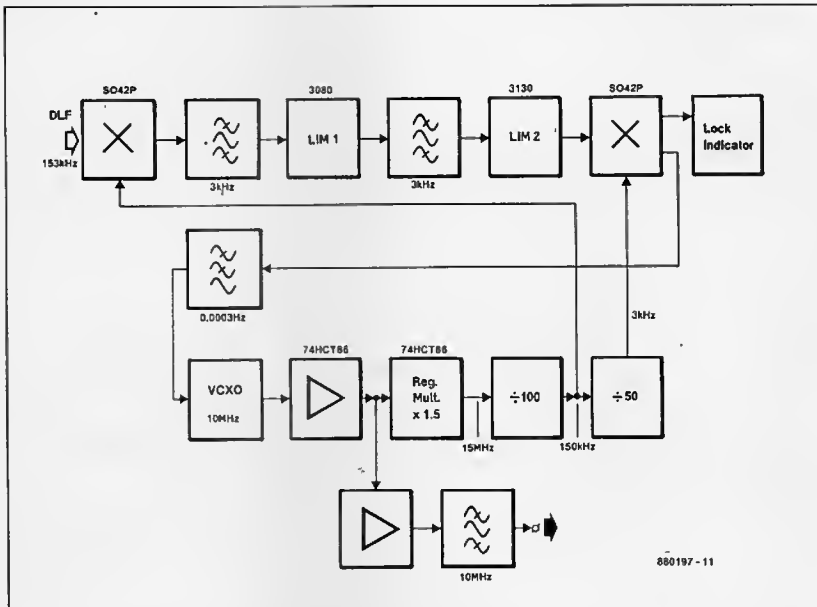 SO42P
3080
3130
SO42P
DLF
153kHz
LIM 1
LIM 2
Lock
Indicator
3kHz
3kHz
0.0003Hz
3kHz
74HCT86
74HCT86
VCXO
10MHz
Reg.
Mult.
x 1.5
÷100
÷50
15MHz
150kHz
10MHz
880197 - 11